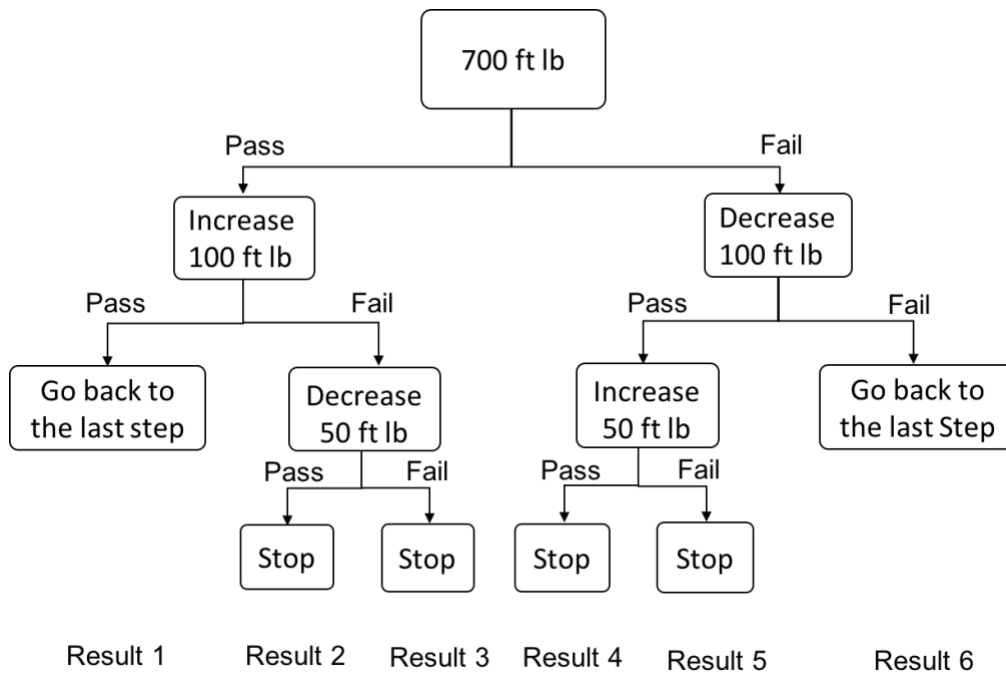 700 ft lb
Pass
Fail
Increase
100 ft lb
Decrease
100 ft lb
Pass
Fail
Pass
Fail
Go back to
the last step
Decrease
50 ft lb
Increase
50 ft lb
Go back to
the last Step
Pass
Fail
Pass
Fail
Stop
Stop
Stop
Stop
Result 1
Result 2
Result 3
Result 4
Result 5
Result 6